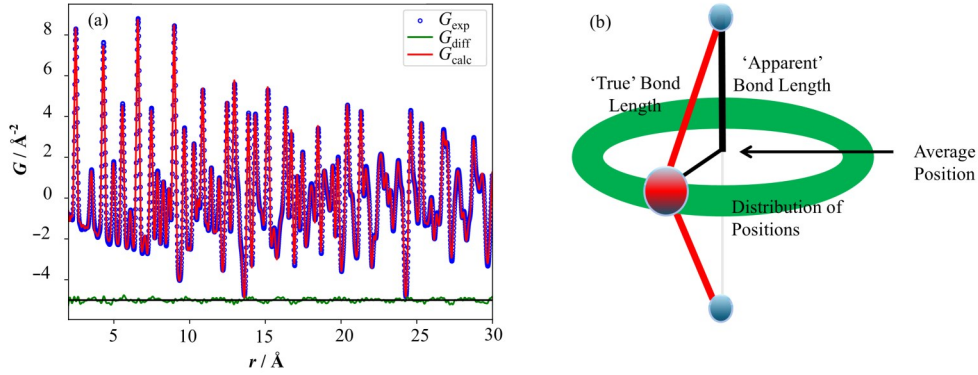 (a)
G_exp
G_diff
G_calc
8
6
4
2
0
−2
−4
G / Å⁻²
5
10
15
20
25
30
r / Å
(b)
‘True’ Bond
Length
‘Apparent’
Bond Length
Average
Position
Distribution of
Positions